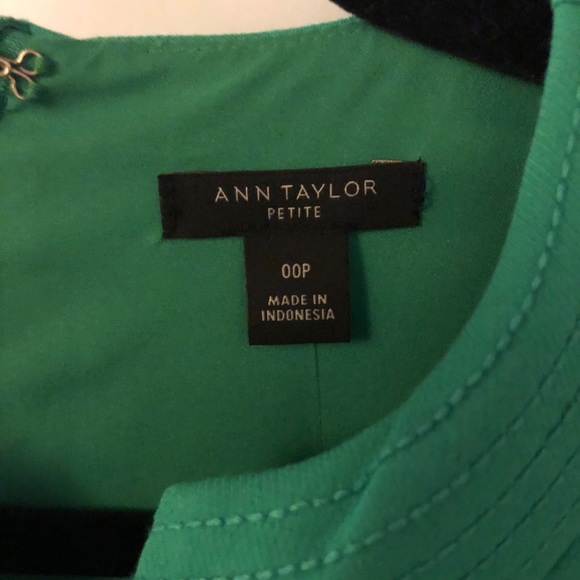 ANN TAYLOR
PETITE
00P
MADE IN
INDONESIA